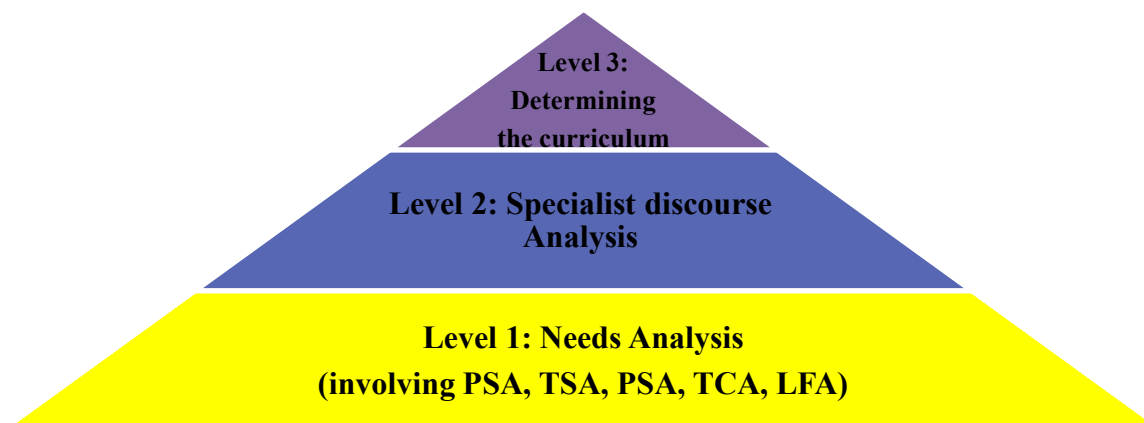 Level 3:
Determining
the curriculum
Level 2: Specialist discourse
Analysis
Level 1: Needs Analysis
(involving PSA, TSA, PSA, TCA, LFA)